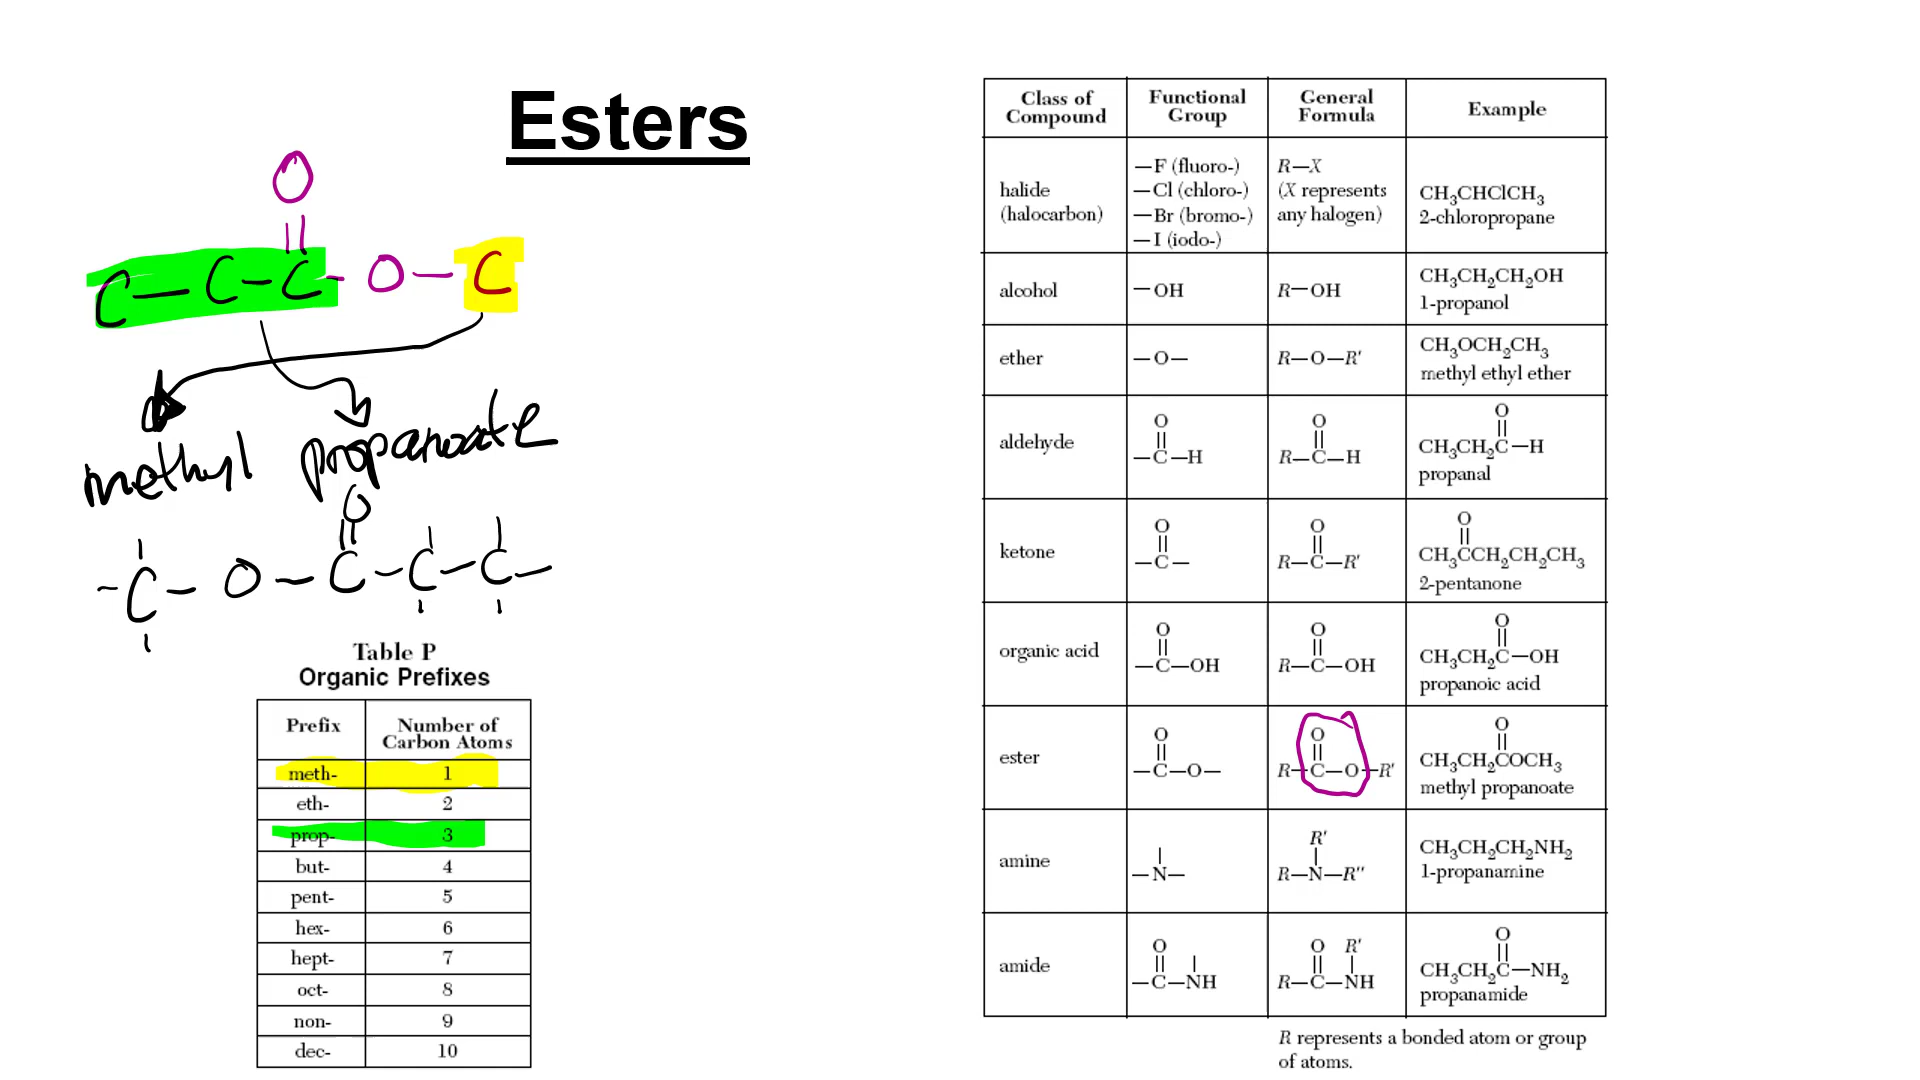 Esters
O
||
C — C - C - O — C
methyl propanoate
O
||
- C - O - C - C - C -
Table P
Organic Prefixes
Prefix Number of Carbon Atoms
meth- 1
eth- 2
prop- 3
but- 4
pent- 5
hex- 6
hept- 7
oct- 8
non- 9
dec- 10
Class of Compound Functional Group General Formula Example
halide (halocarbon)
—F (fluoro-)
—Cl (chloro-)
—Br (bromo-)
—I (iodo-)
R—X
(X represents
any halogen)
CH₃CHClCH₃
2-chloropropane
alcohol —OH R—OH CH₃CH₂CH₂OH
1-propanol
ether —O— R—O—R′ CH₃OCH₂CH₃
methyl ethyl ether
O O O
|| || ||
aldehyde —C—H R—C—H CH₃CH₂C—H
propanal
O O O
|| || ||
ketone —C— R—C—R′ CH₃CCH₂CH₂CH₃
2-pentanone
O O O
|| || ||
organic acid —C—OH R—C—OH CH₃CH₂C—OH
propanoic acid
O O O
|| || ||
ester —C—O— R—C—O—R′ CH₃CH₂COCH₃
methyl propanoate
R′
| |
amine —N— R—N—R″ CH₃CH₂CH₂NH₂
1-propanamine
O O R′ O
|| | || | ||
amide —C—NH R—C—NH CH₃CH₂C—NH₂
propanamide
R represents a bonded atom or group
of atoms.